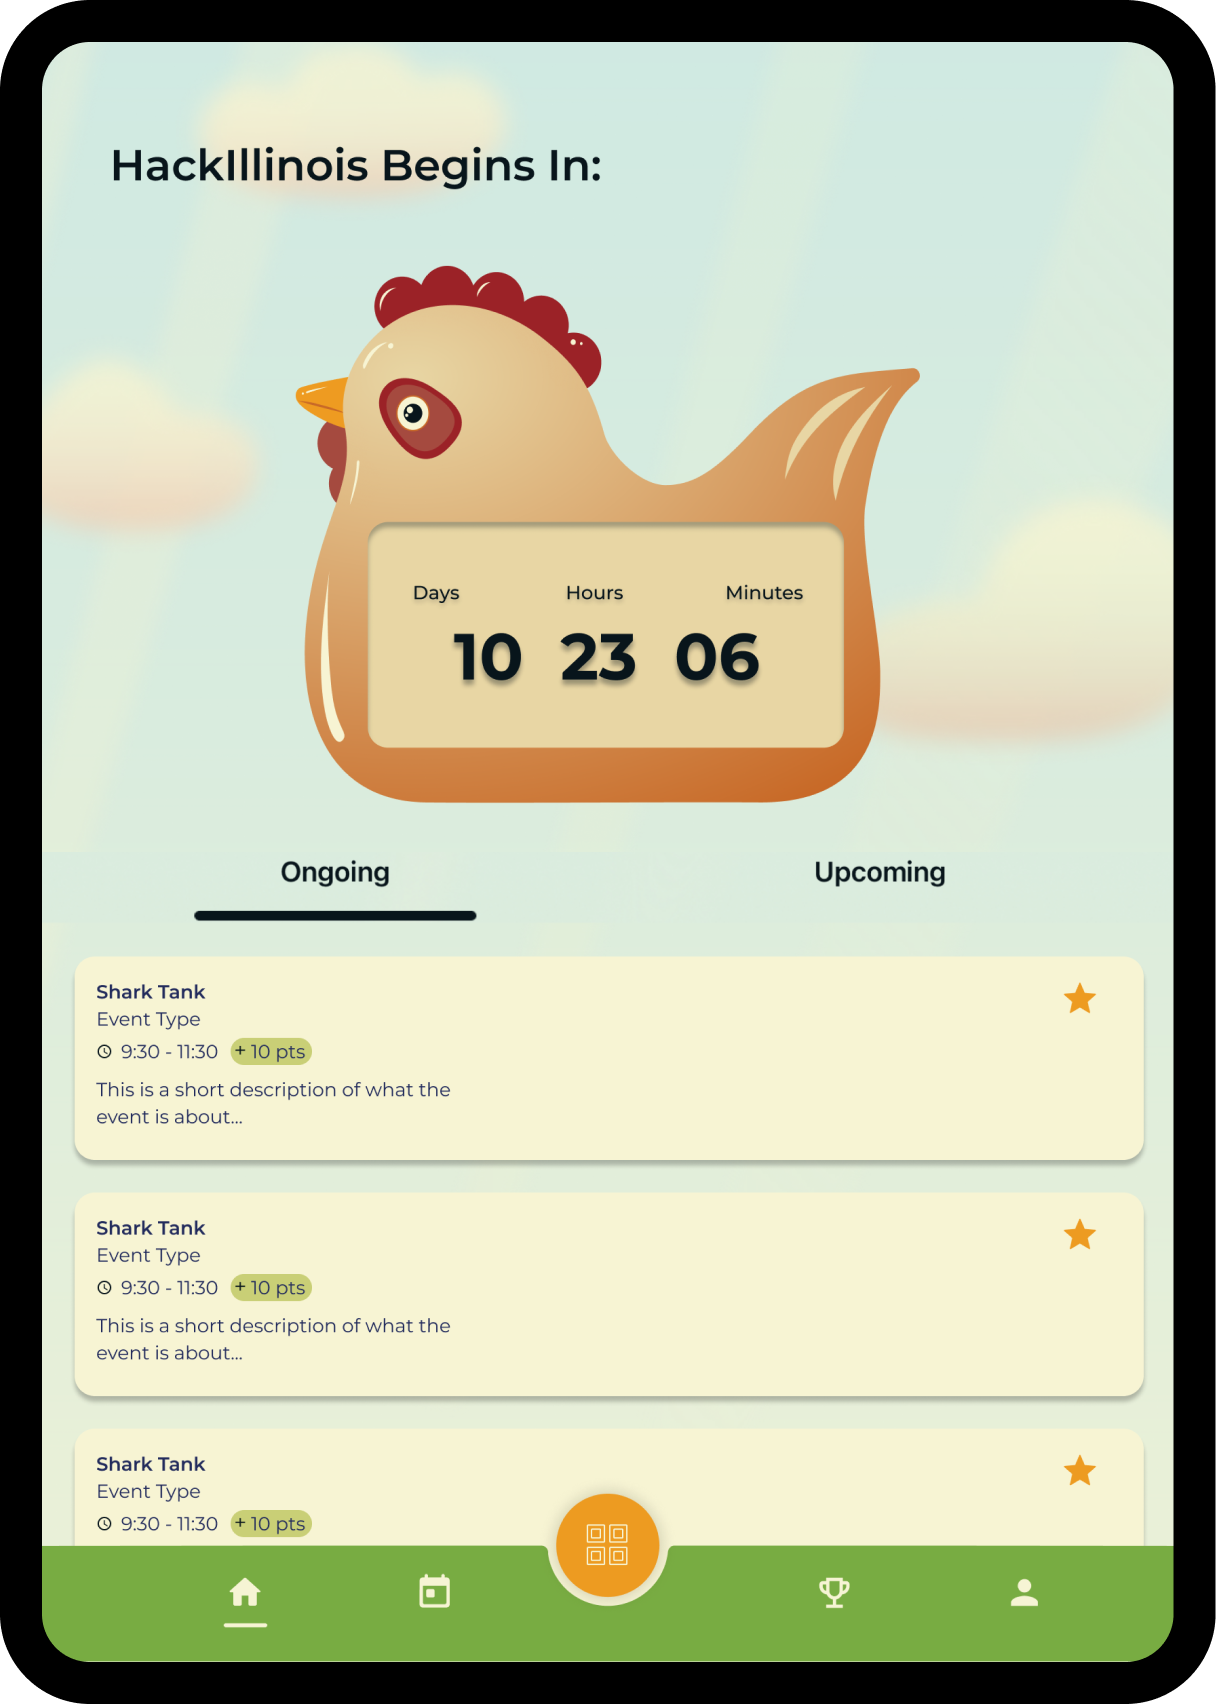 HackIllinois Begins In:
Days Hours Minutes
10 23 06
Ongoing Upcoming
Shark Tank
Event Type
9:30 - 11:30 + 10 pts
This is a short description of what the
event is about...
Shark Tank
Event Type
9:30 - 11:30 + 10 pts
This is a short description of what the
event is about...
Shark Tank
Event Type
9:30 - 11:30 + 10 pts